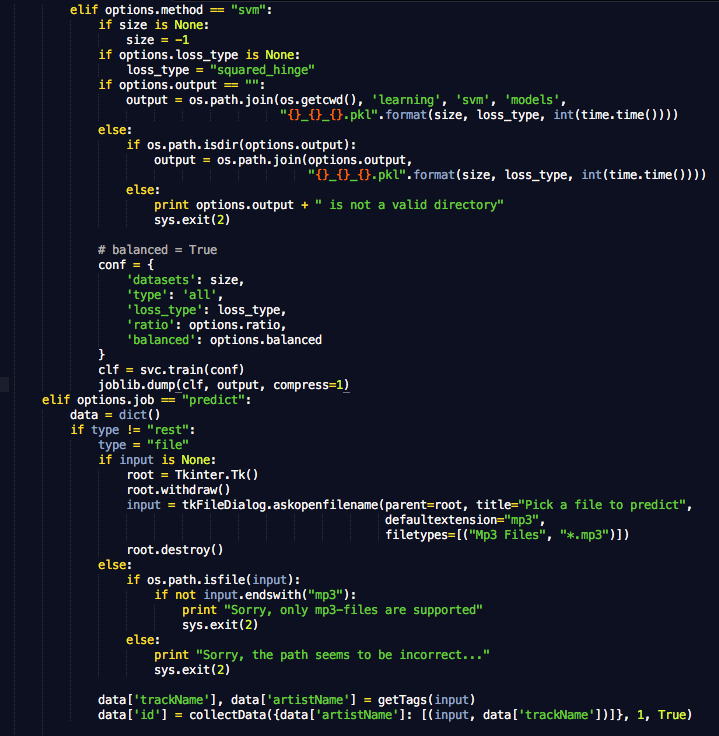 elif options.method == "svm":
    if size is None:
        size = -1
    if options.loss_type is None:
        loss_type = "squared_hinge"
    if options.output == "":
        output = os.path.join(os.getcwd(), 'learning', 'svm', 'models',
                              "{}_{}_{}.pkl".format(size, loss_type, int(time.time())))
    else:
        if os.path.isdir(options.output):
            output = os.path.join(options.output,
                                  "{}_{}_{}.pkl".format(size, loss_type, int(time.time())))
        else:
            print options.output + " is not a valid directory"
            sys.exit(2)

    # balanced = True
    conf = {
        'datasets': size,
        'type': 'all',
        'loss_type': loss_type,
        'ratio': options.ratio,
        'balanced': options.balanced
    }
    clf = svc.train(conf)
    joblib.dump(clf, output, compress=1)
elif options.job == "predict":
    data = dict()
    if type != "rest":
        type = "file"
        if input is None:
            root = Tkinter.Tk()
            root.withdraw()
            input = tkFileDialog.askopenfilename(parent=root, title="Pick a file to predict",
                                                 defaultextension="mp3",
                                                 filetypes=[("Mp3 Files", "*.mp3")])
            root.destroy()
        else:
            if os.path.isfile(input):
                if not input.endswith("mp3"):
                    print "Sorry, only mp3-files are supported"
                    sys.exit(2)
            else:
                print "Sorry, the path seems to be incorrect..."
                sys.exit(2)

        data['trackName'], data['artistName'] = getTags(input)
        data['id'] = collectData({data['artistName']: [(input, data['trackName'])]}, 1, True)